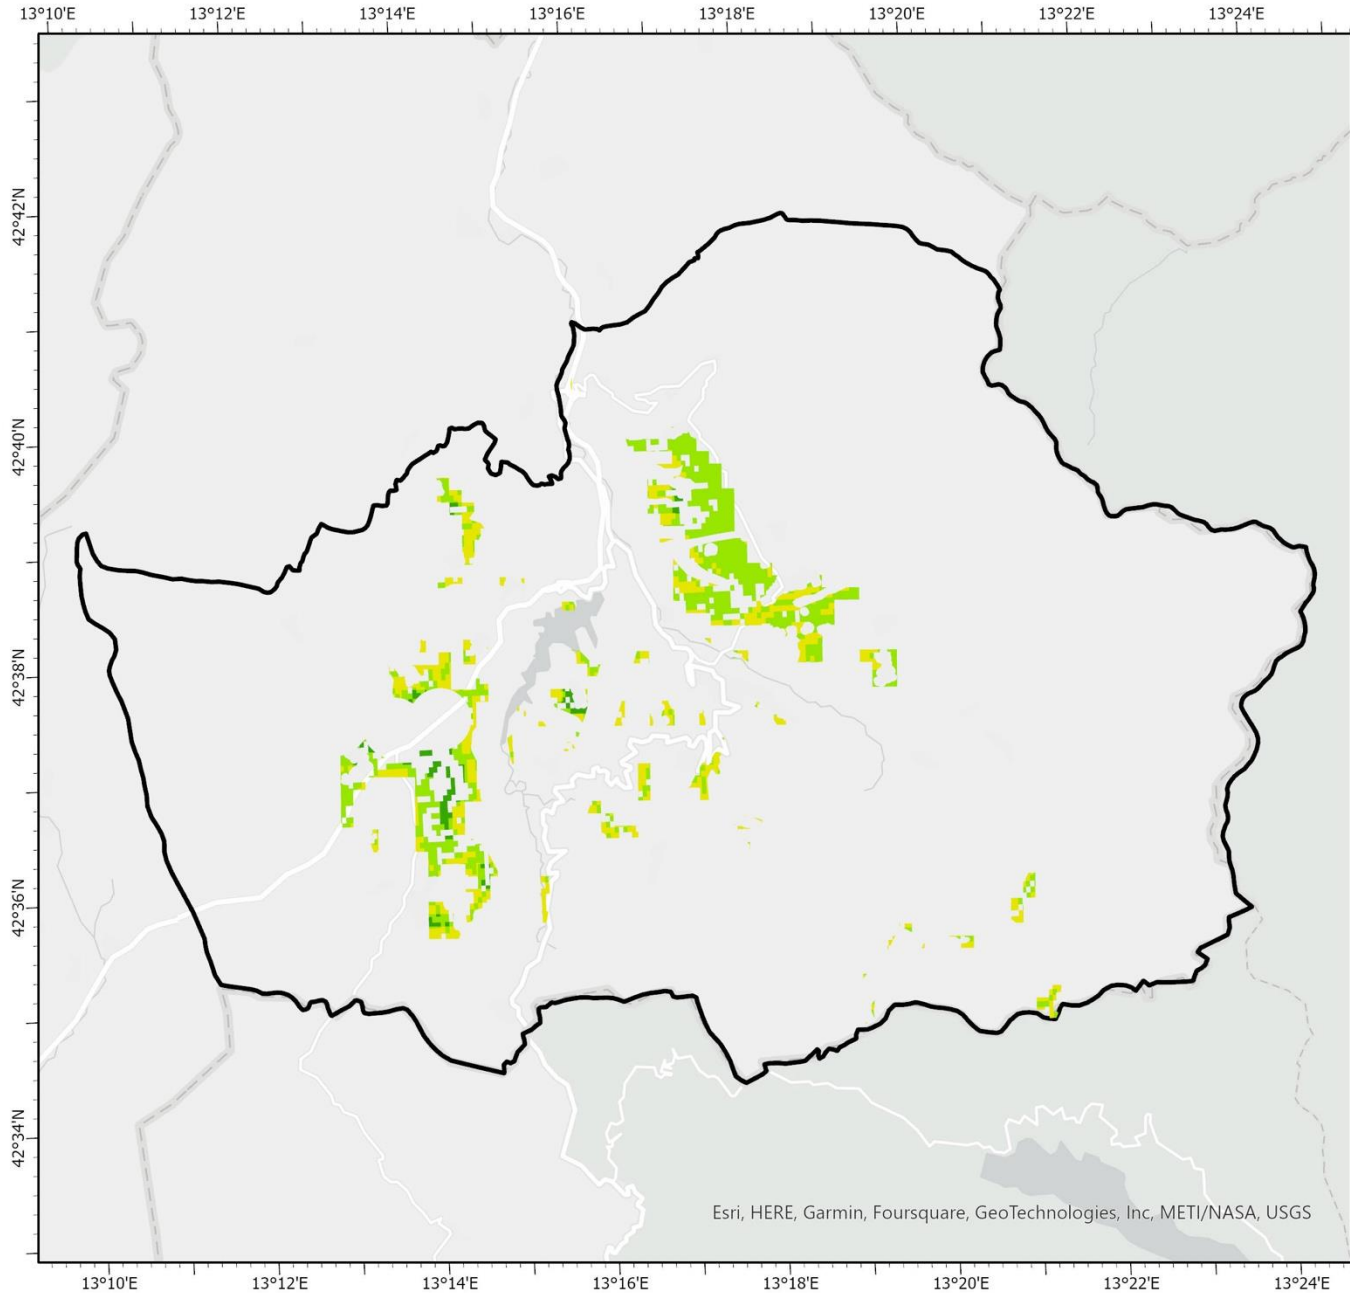 13°10'E 13°12'E 13°14'E 13°16'E 13°18'E 13°20'E 13°22'E 13°24'E
42°42'N
42°40'N
42°38'N
42°36'N
42°34'N
Esri, HERE, Garmin, Foursquare, GeoTechnologies, Inc, METI/NASA, USGS
13°10'E 13°12'E 13°14'E 13°16'E 13°18'E 13°20'E 13°22'E 13°24'E